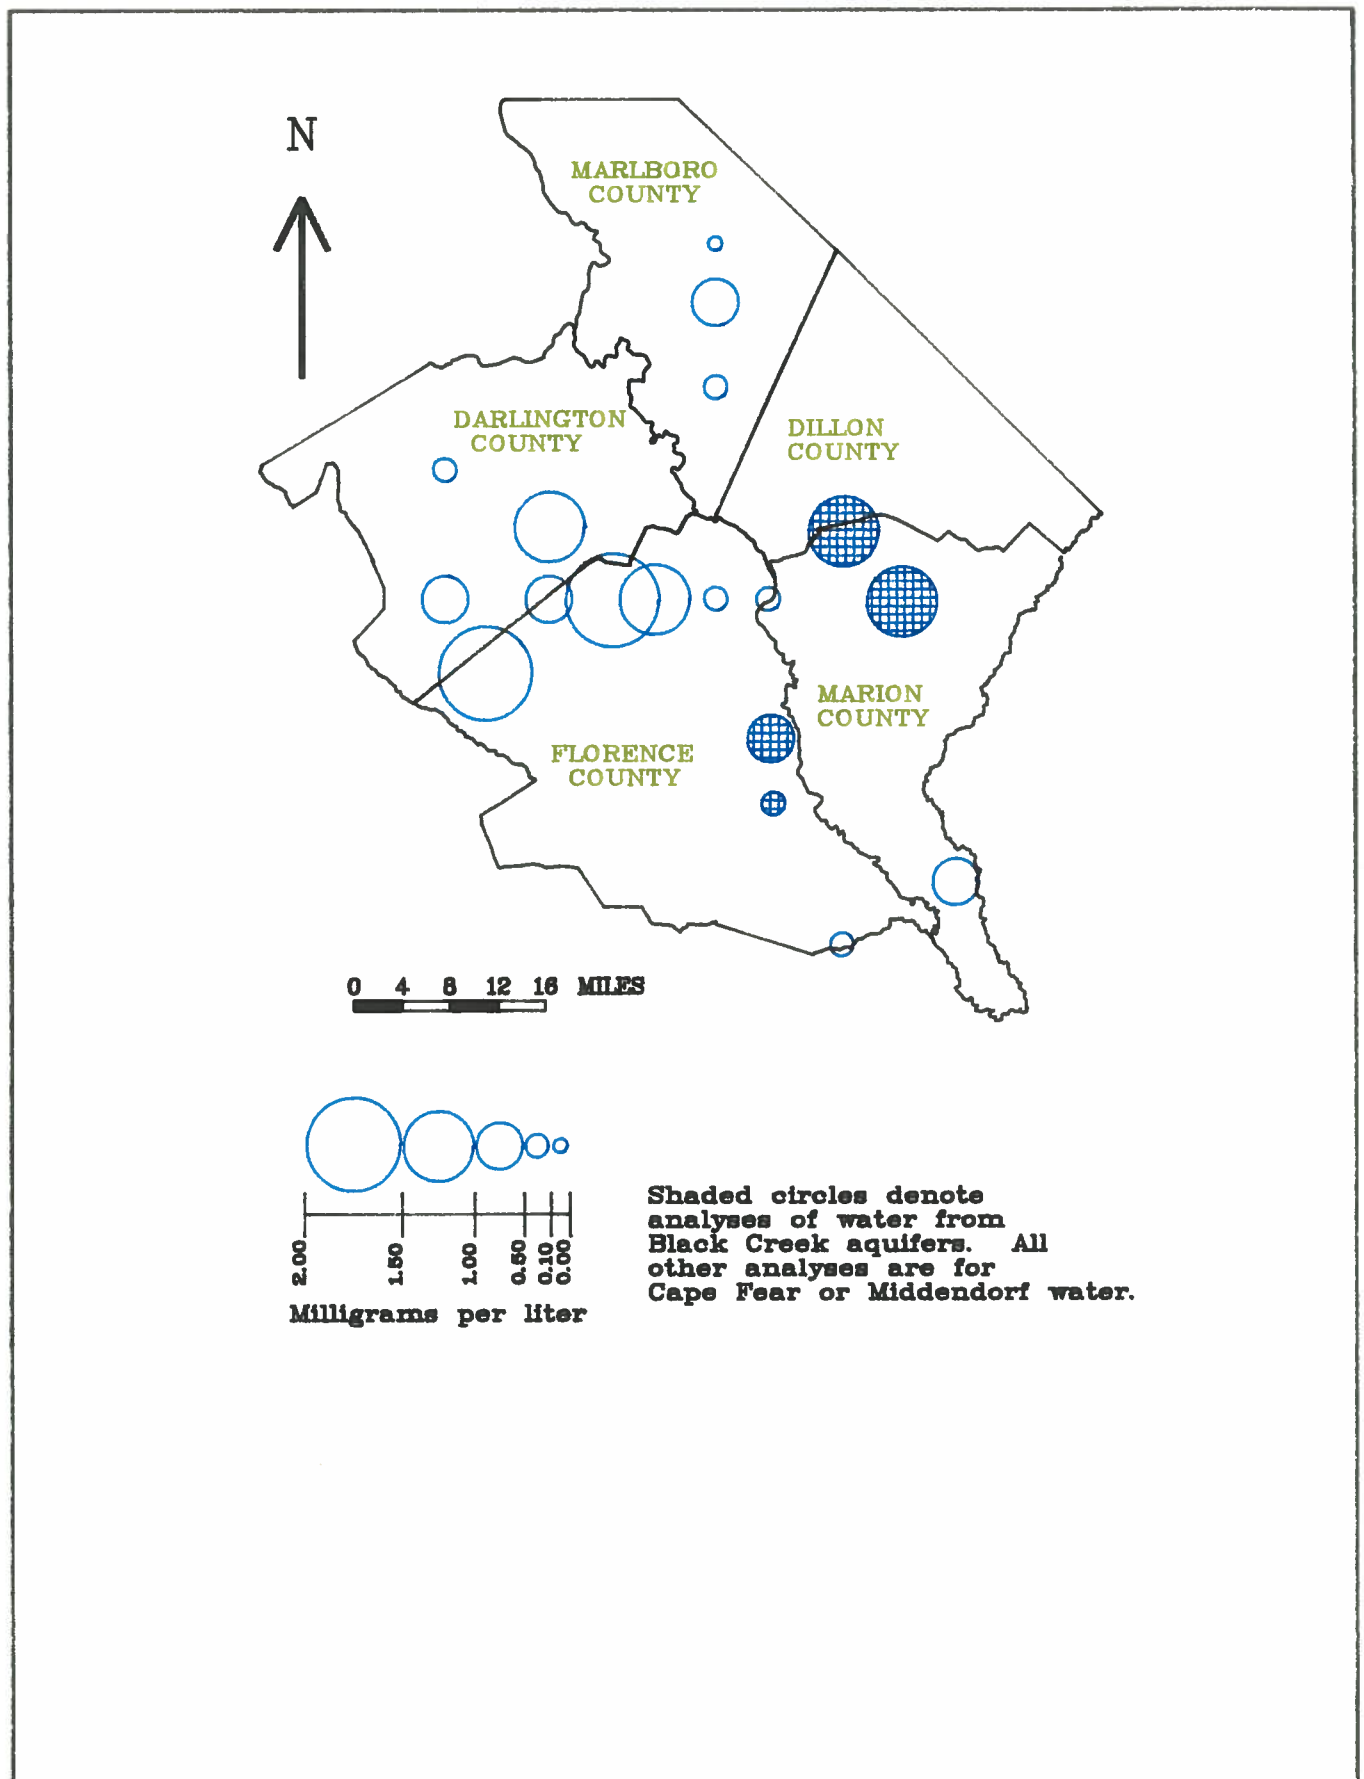 N
MARLBORO
COUNTY
DARLINGTON
COUNTY
DILLON
COUNTY
MARION
COUNTY
FLORENCE
COUNTY
0 4 8 12 16 MILES
2.00 1.50 1.00 0.50 0.10 0.00
Milligrams per liter
Shaded circles denote
analyses of water from
Black Creek aquifers. All
other analyses are for
Cape Fear or Middendorf water.